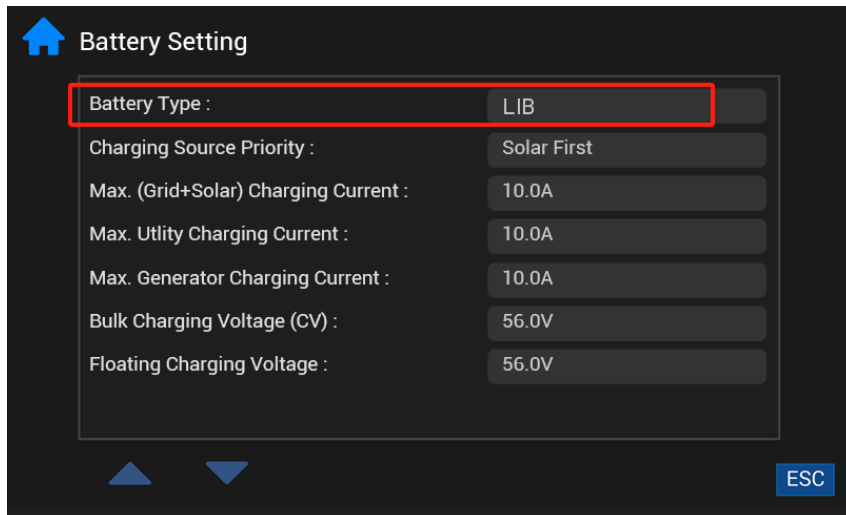 Battery Setting
Battery Type : LIB
Charging Source Priority : Solar First
Max. (Grid+Solar) Charging Current : 10.0A
Max. Utlity Charging Current : 10.0A
Max. Generator Charging Current : 10.0A
Bulk Charging Voltage (CV) : 56.0V
Floating Charging Voltage : 56.0V
ESC